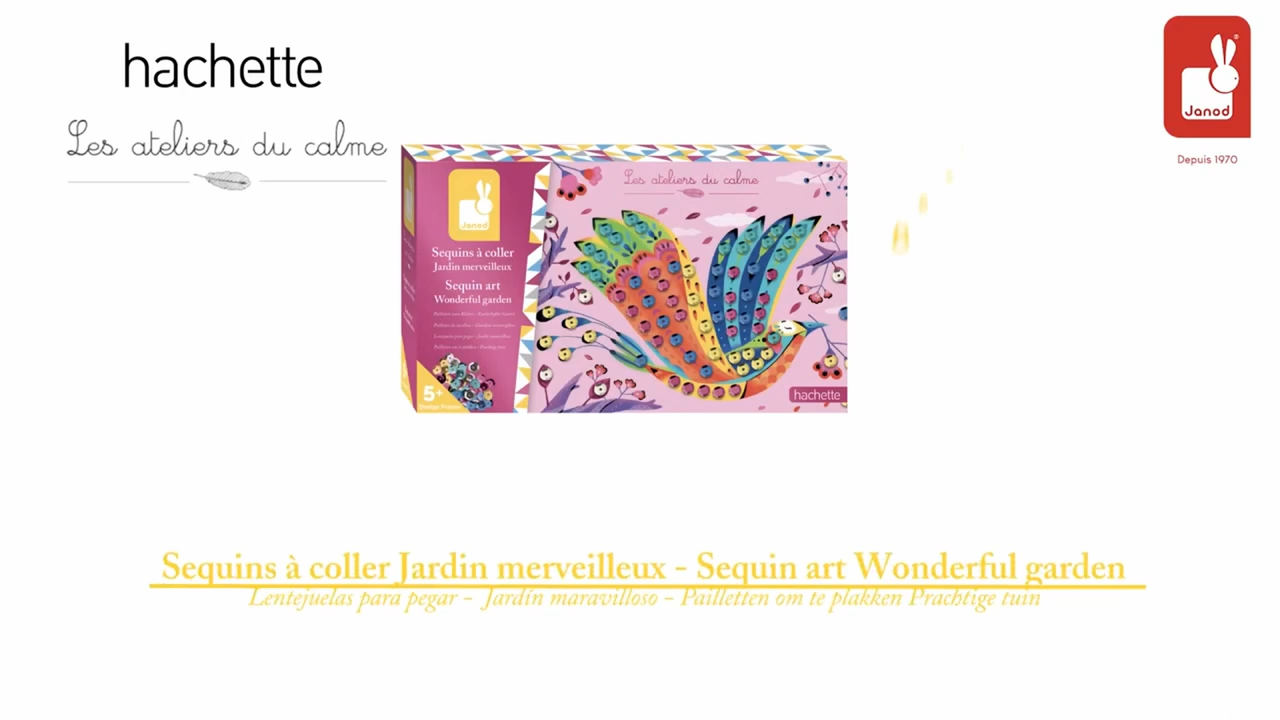 hachette
Les ateliers du calme
Janod
Depuis 1970
Les ateliers du calme
Janod
Sequins à coller
Jardin merveilleux
Sequin art
Wonderful garden
5+
hachette
Sequins à coller Jardin merveilleux - Sequin art Wonderful garden
Lentejuelas para pegar - Jardín maravilloso - Pailletten om te plakken Prachtige tuin